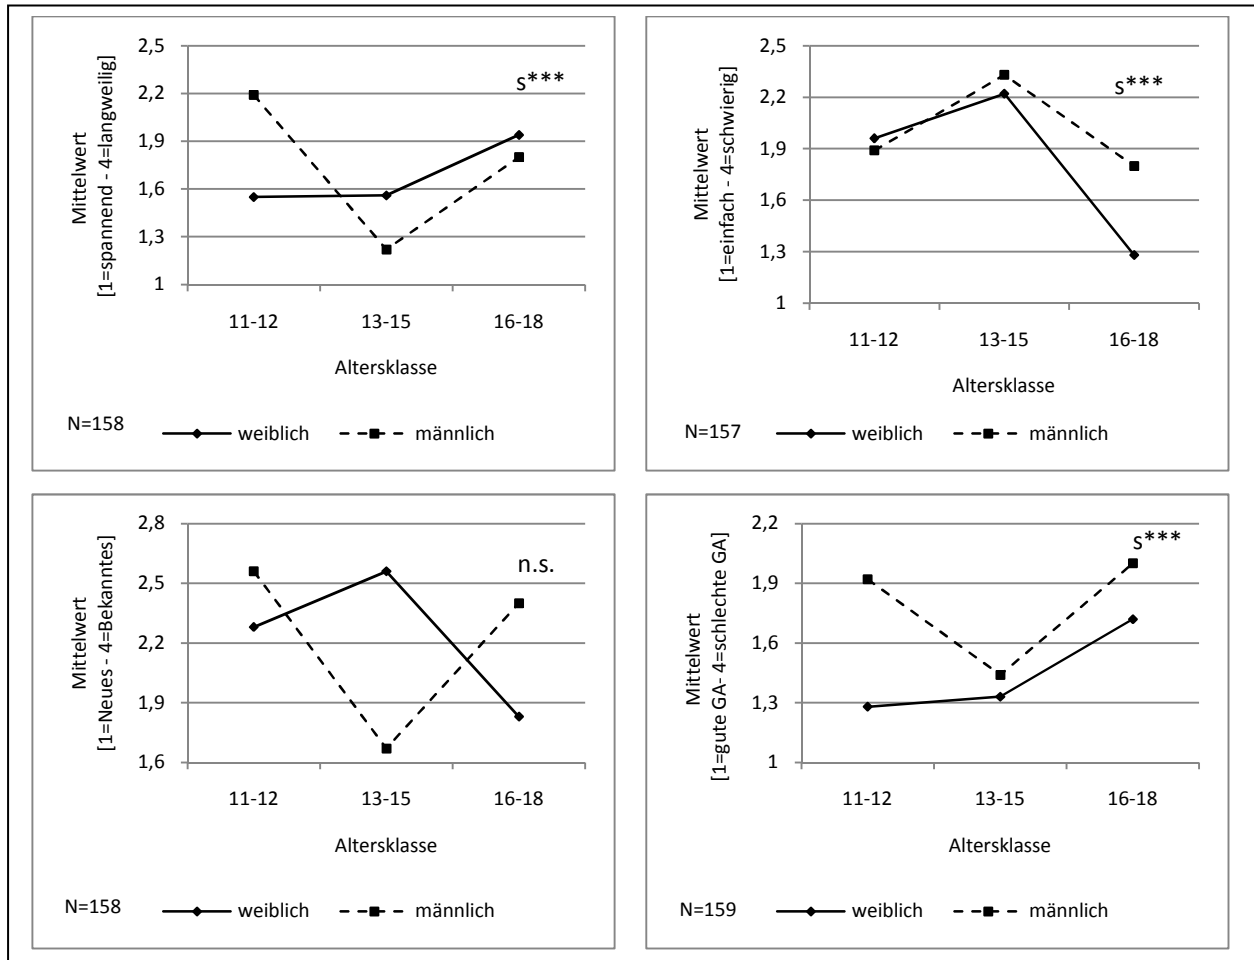 2,5
2,2
1,9
1,6
1,3
1
Mittelwert
[1=spannend - 4=langweilig]
s***
11-12 13-15 16-18
Altersklasse
N=158 weiblich männlich
2,5
2,2
1,9
1,6
1,3
1
Mittelwert
[1=einfach - 4=schwierig]
s***
11-12 13-15 16-18
Altersklasse
N=157 weiblich männlich
2,8
2,5
2,2
1,9
1,6
Mittelwert
[1=Neues - 4=Bekanntes]
n.s.
11-12 13-15 16-18
Altersklasse
N=158 weiblich männlich
2,2
1,9
1,6
1,3
1
Mittelwert
[1=gute GA- 4=schlechte GA]
s***
11-12 13-15 16-18
Altersklasse
N=159 weiblich männlich